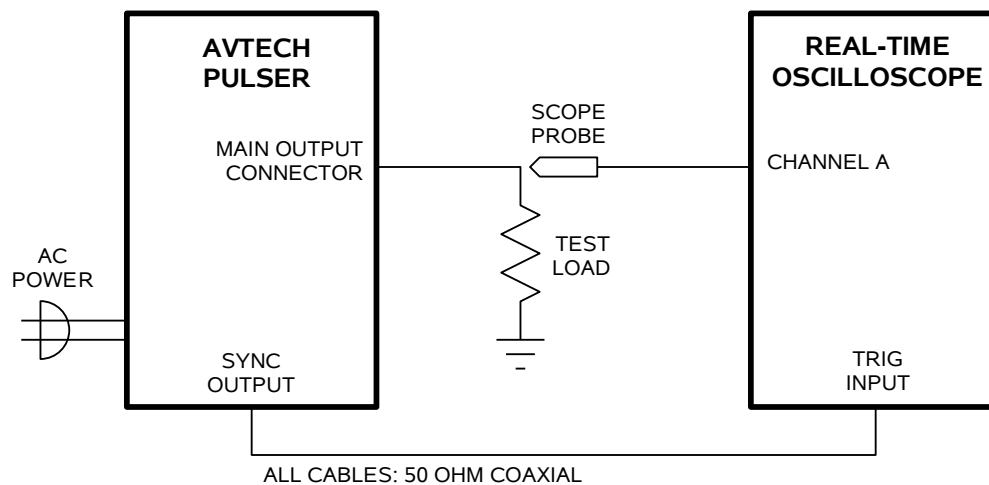 AVTECH
PULSER
REAL-TIME
OSCILLOSCOPE
SCOPE
PROBE
MAIN OUTPUT
CONNECTOR
CHANNEL A
TEST
LOAD
AC
POWER
SYNC
OUTPUT
TRIG
INPUT
ALL CABLES: 50 OHM COAXIAL